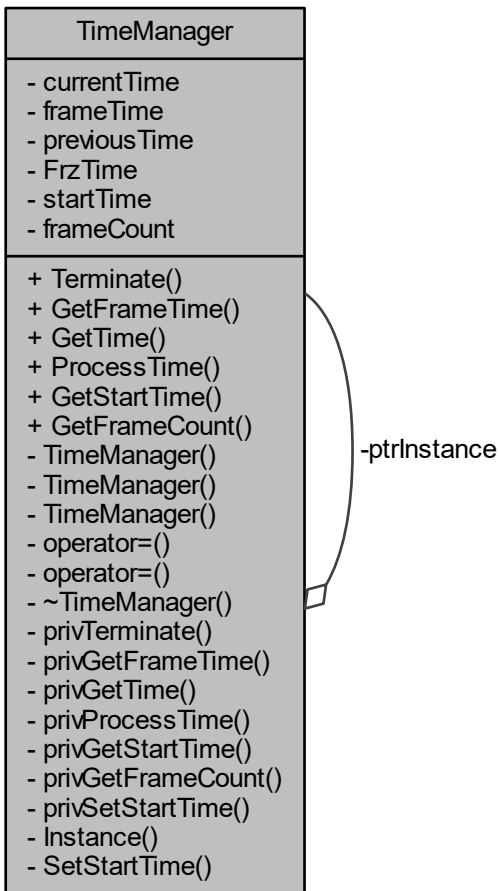 TimeManager
- currentTime
- frameTime
- previousTime
- FrzTime
- startTime
- frameCount
+ Terminate()
+ GetFrameTime()
+ GetTime()
+ ProcessTime()
+ GetStartTime()
+ GetFrameCount()
- TimeManager()
- TimeManager()
- TimeManager()
- operator=()
- operator=()
- ~TimeManager()
- privTerminate()
- privGetFrameTime()
- privGetTime()
- privProcessTime()
- privGetStartTime()
- privGetFrameCount()
- privSetStartTime()
- Instance()
- SetStartTime()
-ptrInstance